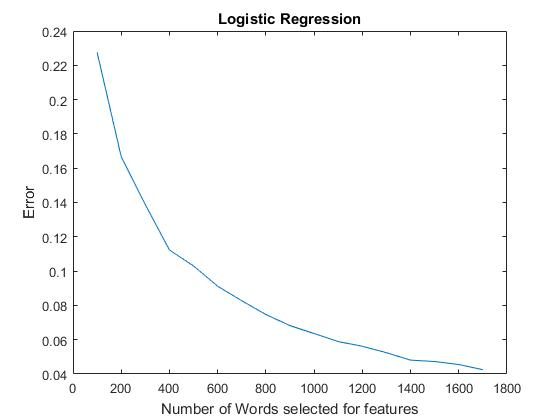 Logistic Regression
0.24
0.22
0.2
0.18
0.16
0.14
0.12
0.1
0.08
0.06
0.04
Error
0 200 400 600 800 1000 1200 1400 1600 1800
Number of Words selected for features